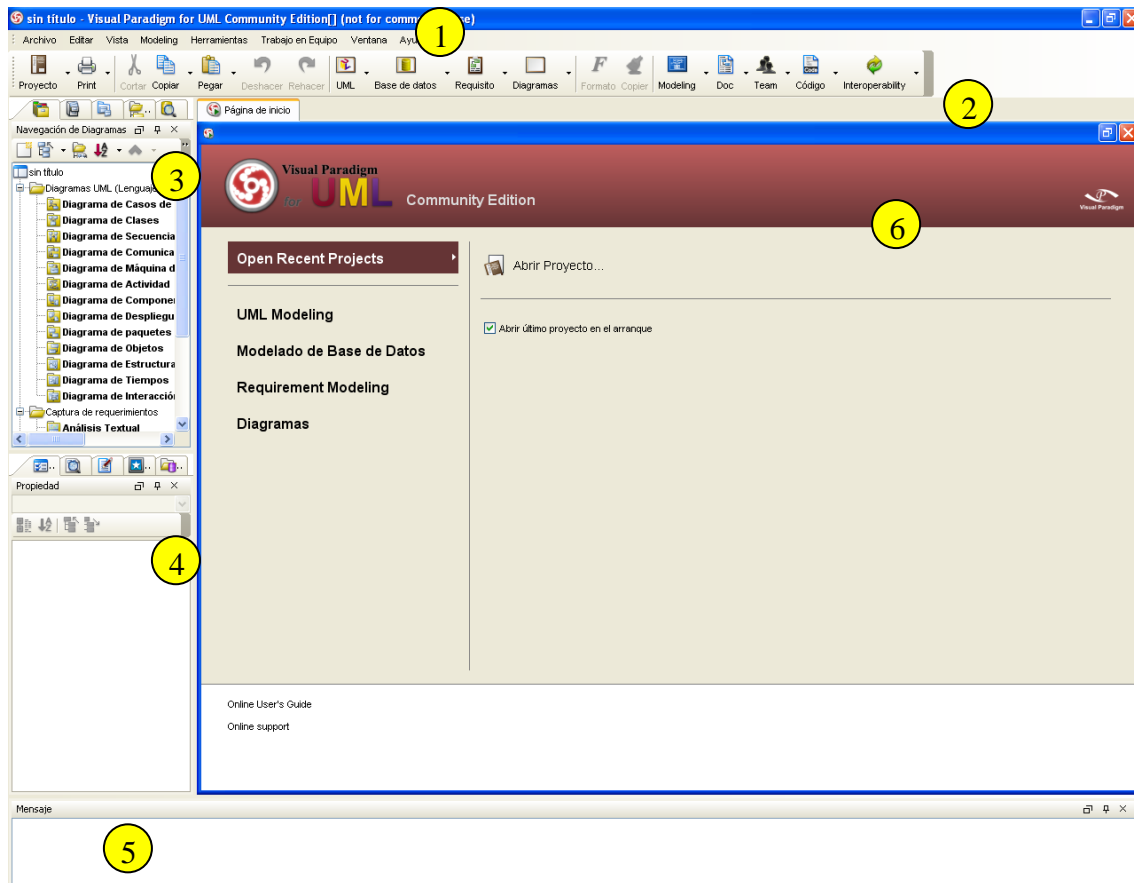 sin título - Visual Paradigm for UML Community Edition[] (not for comm se)
Archivo Editar Vista Modeling Herramientas Trabajo en Equipo Ventana Ayu
1
Proyecto Print Cortar Copiar Pegar Deshacer Rehacer UML Base de datos Requisito Diagramas Formato Copier Modeling Doc Team Código Interoperability
2
Página de inicio
Navegación de Diagramas
3
sin título
Diagramas UML (Lenguaje
Diagrama de Casos de
Diagrama de Clases
Diagrama de Secuencia
Diagrama de Comunica
Diagrama de Máquina d
Diagrama de Actividad
Diagrama de Componen
Diagrama de Despliegu
Diagrama de paquetes
Diagrama de Objetos
Diagrama de Estructura
Diagrama de Tiempos
Diagrama de Interacción
Captura de requerimientos
Análisis Textual
Propiedad
4
Visual Paradigm
for UML Community Edition
Visual Paradigm
6
Open Recent Projects
UML Modeling
Modelado de Base de Datos
Requirement Modeling
Diagramas
Abrir Proyecto...
Abrir último proyecto en el arranque
Online User's Guide
Online support
Mensaje
5